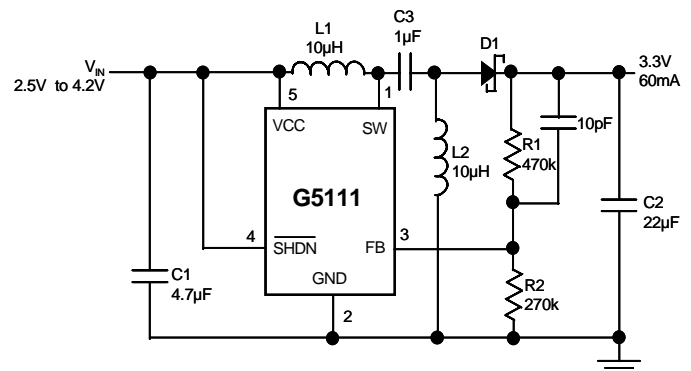 L1
10µH
C3
1µF
D1
VIN
2.5V to 4.2V
3.3V
60mA
5
1
VCC
SW
10pF
R1
470k
L2
10µH
G5111
C2
22µF
4
SHDN
FB
3
C1
4.7µF
GND
2
R2
270k